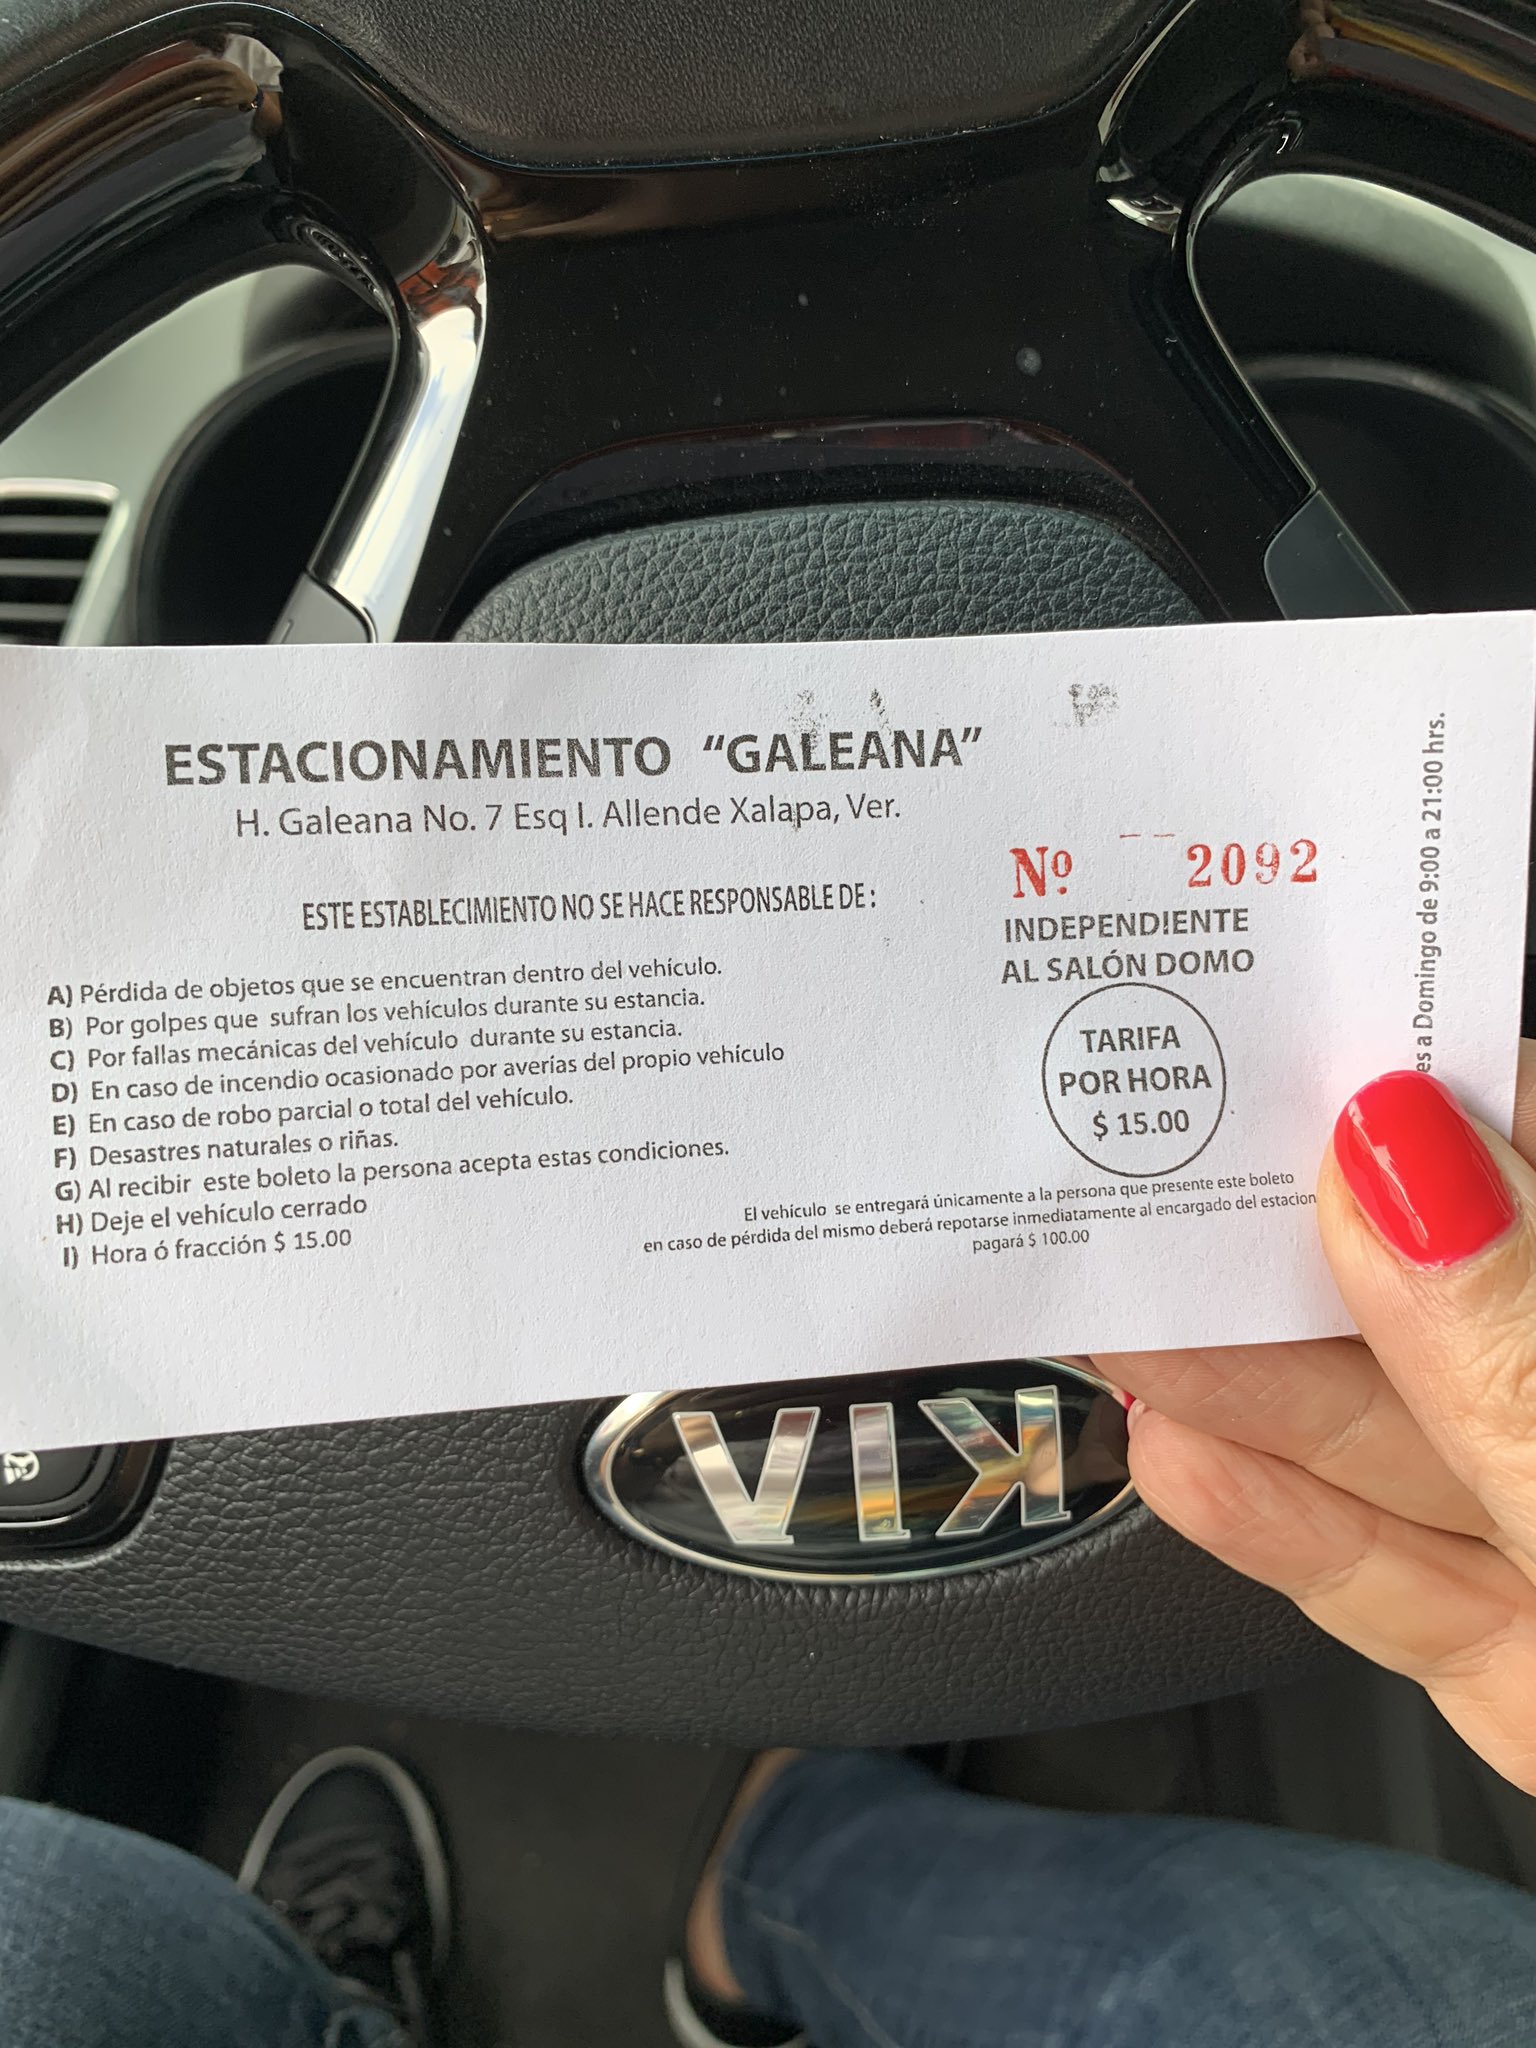 ESTACIONAMIENTO “GALEANA”
H. Galeana No. 7 Esq I. Allende Xalapa, Ver.
ESTE ESTABLECIMIENTO NO SE HACE RESPONSABLE DE :
A) Pérdida de objetos que se encuentran dentro del vehículo.
B) Por golpes que sufran los vehículos durante su estancia.
C) Por fallas mecánicas del vehículo durante su estancia.
D) En caso de incendio ocasionado por averías del propio vehículo
E) En caso de robo parcial o total del vehículo.
F) Desastres naturales o riñas.
G) Al recibir este boleto la persona acepta estas condiciones.
H) Deje el vehículo cerrado
I) Hora ó fracción $ 15.00
Nº 2092
INDEPENDIENTE
AL SALÓN DOMO
TARIFA
POR HORA
$ 15.00
El vehículo se entregará únicamente a la persona que presente este boleto
en caso de pérdida del mismo deberá repotarse inmediatamente al encargado del estacion
pagará $ 100.00
es a Domingo de 9:00 a 21:00 hrs.
KIA